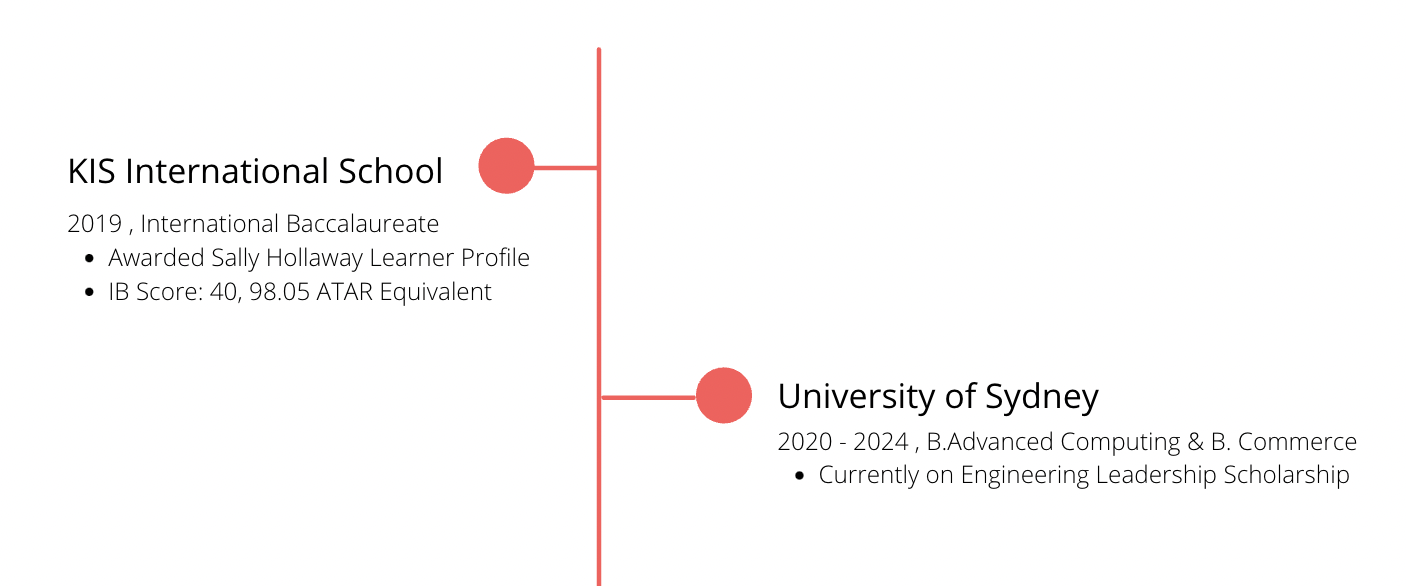 KIS International School
2019 , International Baccalaureate
• Awarded Sally Hollaway Learner Profile
• IB Score: 40, 98.05 ATAR Equivalent
University of Sydney
2020 - 2024 , B.Advanced Computing & B. Commerce
• Currently on Engineering Leadership Scholarship